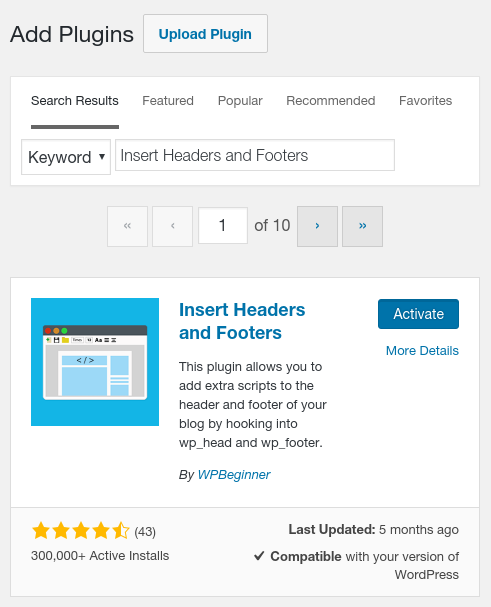 Add Plugins Upload Plugin
Search Results Featured Popular Recommended Favorites
Keyword Insert Headers and Footers
« ‹ 1 of 10 › »
Insert Headers
and Footers
Activate
More Details
</>
This plugin allows you to
add extra scripts to the
header and footer of your
blog by hooking into
wp_head and wp_footer.
By WPBeginner
(43)
300,000+ Active Installs
Last Updated: 5 months ago
Compatible with your version of
WordPress